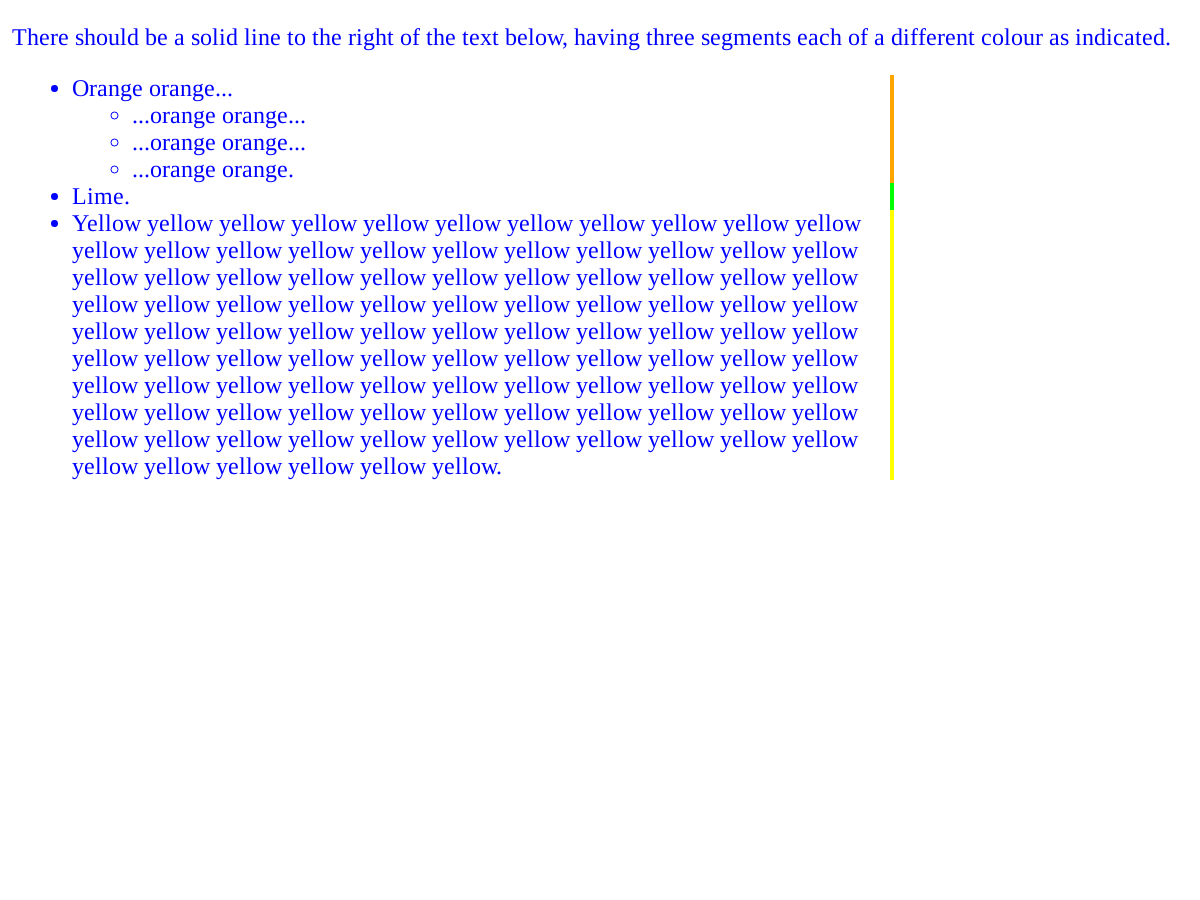 There should be a solid line to the right of the text below, having three segments each of a different colour as indicated.
Orange orange...
...orange orange...
...orange orange...
...orange orange.
Lime.
Yellow yellow yellow yellow yellow yellow yellow yellow yellow yellow yellow
yellow yellow yellow yellow yellow yellow yellow yellow yellow yellow yellow
yellow yellow yellow yellow yellow yellow yellow yellow yellow yellow yellow
yellow yellow yellow yellow yellow yellow yellow yellow yellow yellow yellow
yellow yellow yellow yellow yellow yellow yellow yellow yellow yellow yellow
yellow yellow yellow yellow yellow yellow yellow yellow yellow yellow yellow
yellow yellow yellow yellow yellow yellow yellow yellow yellow yellow yellow
yellow yellow yellow yellow yellow yellow yellow yellow yellow yellow yellow
yellow yellow yellow yellow yellow yellow yellow yellow yellow yellow yellow
yellow yellow yellow yellow yellow yellow.